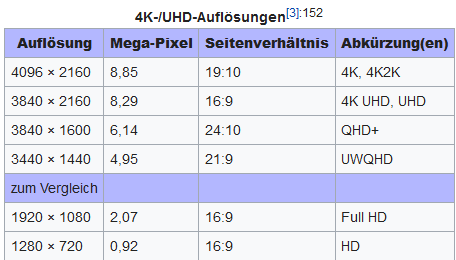 4K-/UHD-Auflösungen[3]:152
Auflösung Mega-Pixel Seitenverhältnis Abkürzung(en)
4096 × 2160 8,85 19:10 4K, 4K2K
3840 × 2160 8,29 16:9 4K UHD, UHD
3840 × 1600 6,14 24:10 QHD+
3440 × 1440 4,95 21:9 UWQHD
zum Vergleich
1920 × 1080 2,07 16:9 Full HD
1280 × 720 0,92 16:9 HD